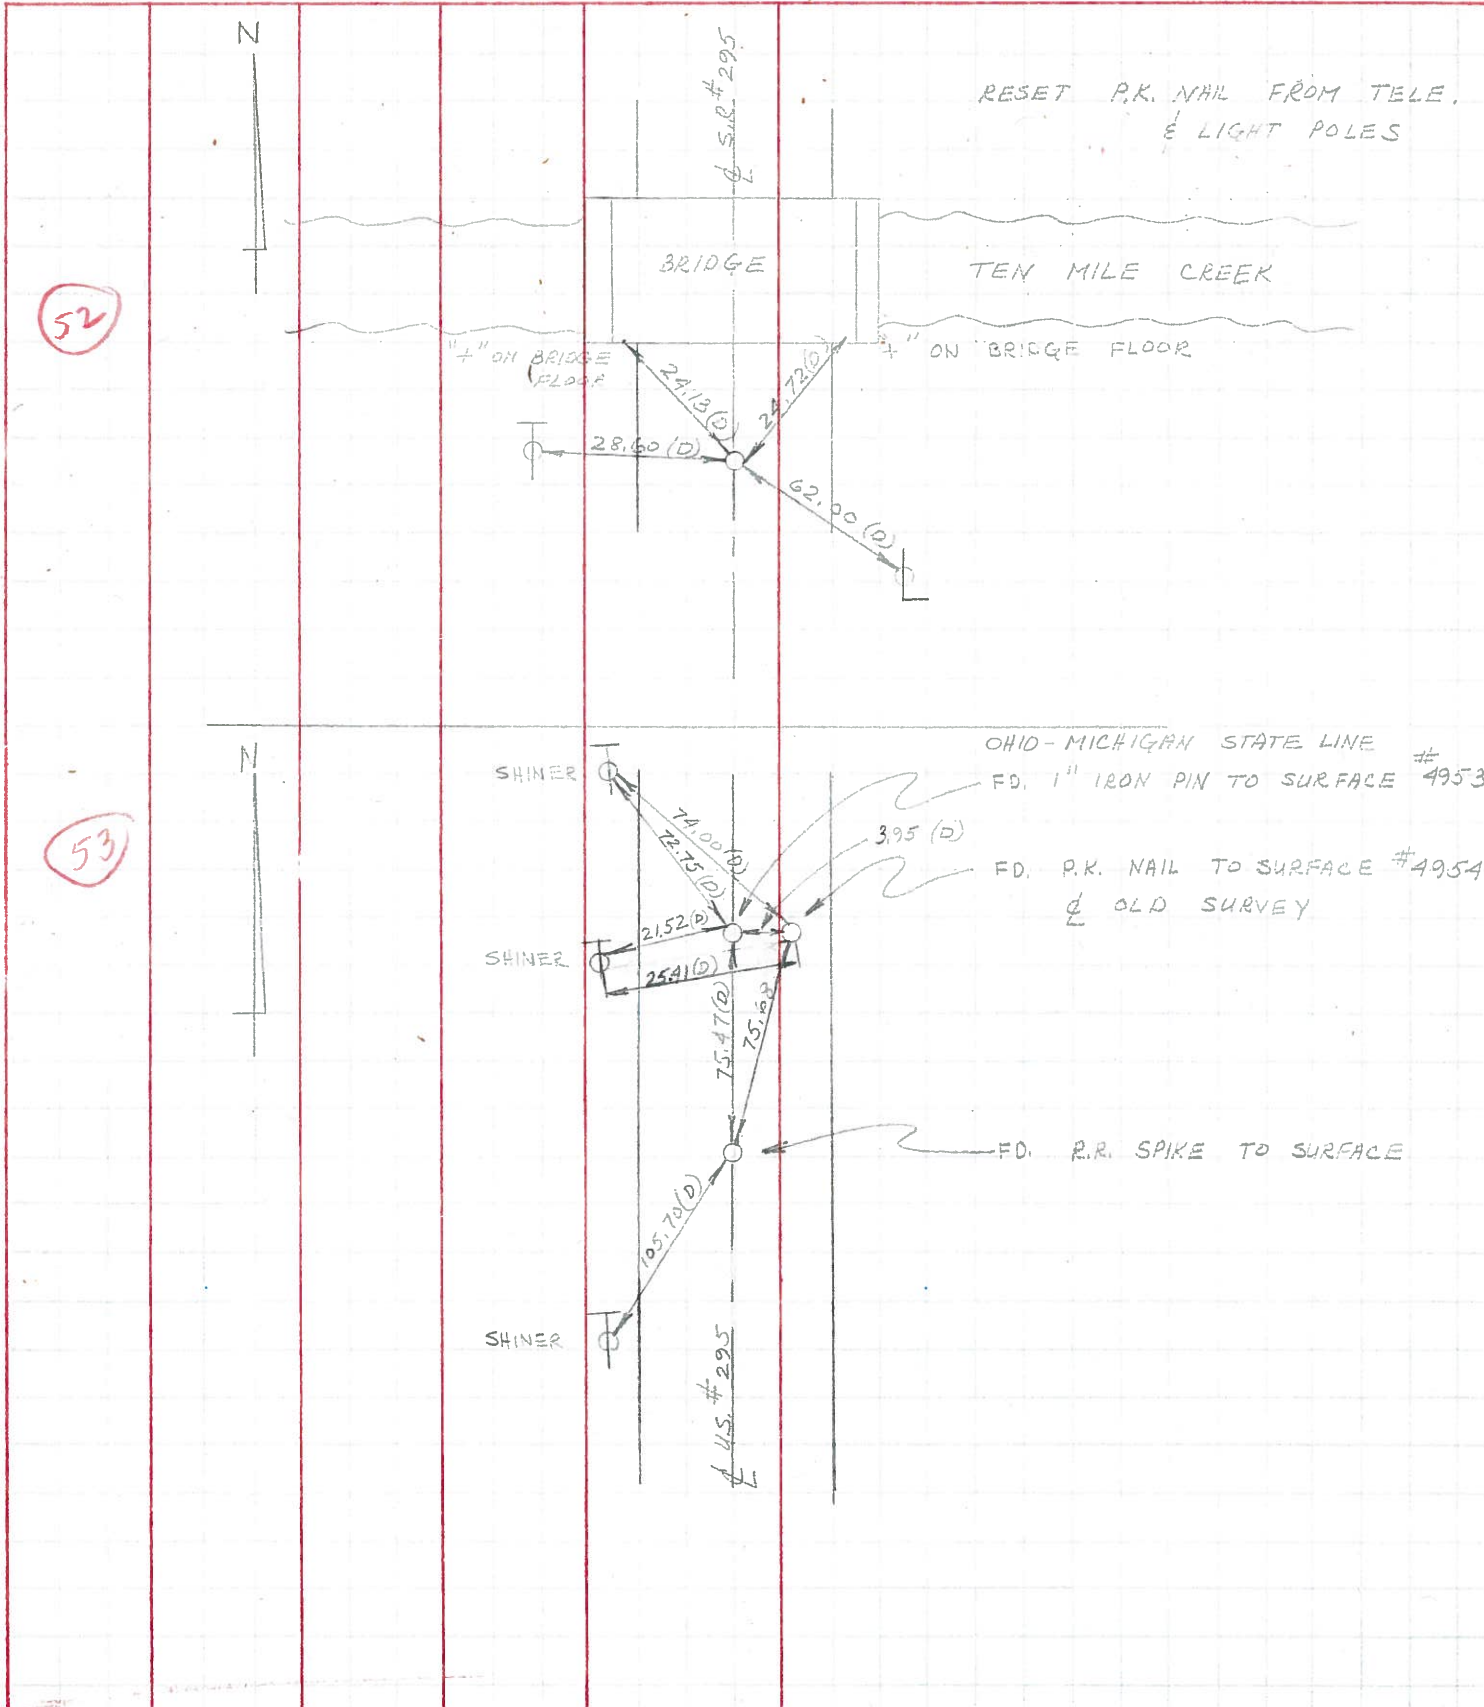 N
℄ S.R. # 295
RESET P.K. NAIL FROM TELE.
& LIGHT POLES
52
BRIDGE
TEN MILE CREEK
"+" ON BRIDGE
FLOOR
"+" ON BRIDGE FLOOR
24.13 (D)
24.72 (D)
28.60 (D)
62.00 (D)
N
OHIO-MICHIGAN STATE LINE
SHINER
FD. 1" IRON PIN TO SURFACE #4953
53
74.00 (D)
72.75 (D)
3.95 (D)
FD. P.K. NAIL TO SURFACE #4954
℄ OLD SURVEY
21.52 (D)
SHINER
25.41 (D)
75.47 (D)
75.68
FD. R.R. SPIKE TO SURFACE
105.70 (D)
SHINER
℄ U.S. # 295